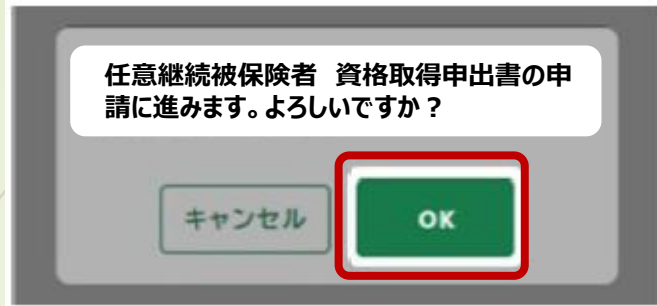 任意継続被保険者　資格取得申出書の申
請に進みます。よろしいですか？
キャンセル
OK